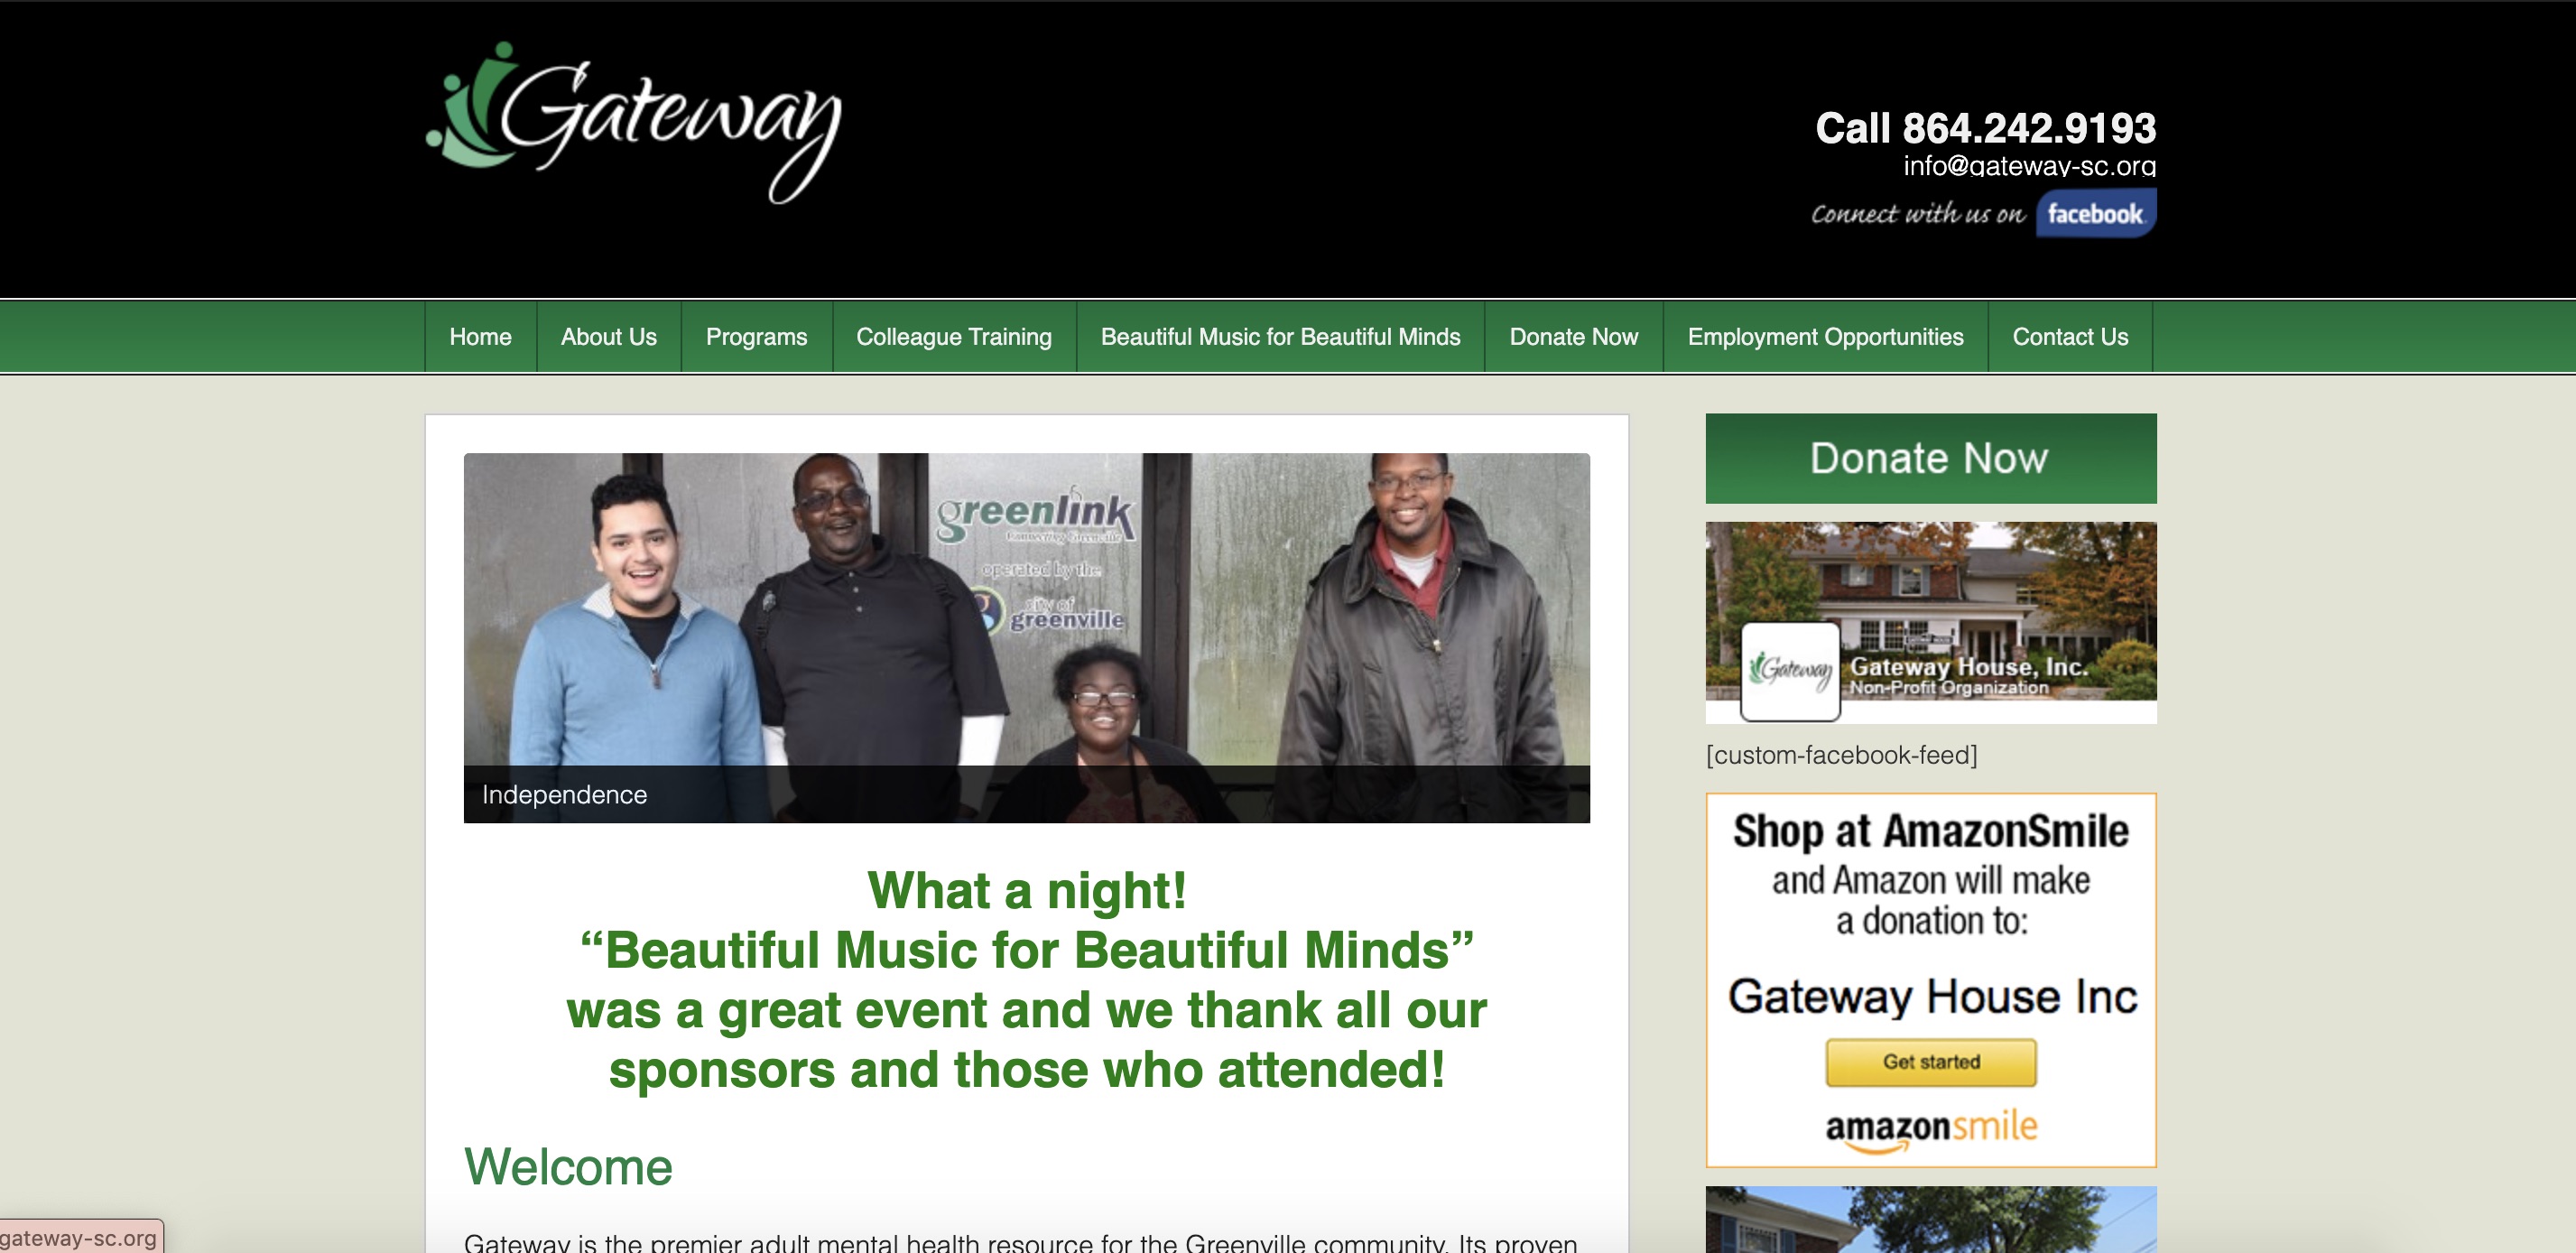 Gateway
Call 864.242.9193
info@gateway-sc.org
Connect with us on facebook
Home
About Us
Programs
Colleague Training
Beautiful Music for Beautiful Minds
Donate Now
Employment Opportunities
Contact Us
greenlink
Connecting Greenville
operated by the
city of
greenville
Independence
What a night!
“Beautiful Music for Beautiful Minds”
was a great event and we thank all our
sponsors and those who attended!
Welcome
Gateway is the premier adult mental health resource for the Greenville community. Its proven
Donate Now
Gateway
Gateway House, Inc.
Non-Profit Organization
[custom-facebook-feed]
Shop at AmazonSmile
and Amazon will make
a donation to:
Gateway House Inc
Get started
amazonsmile
gateway-sc.org